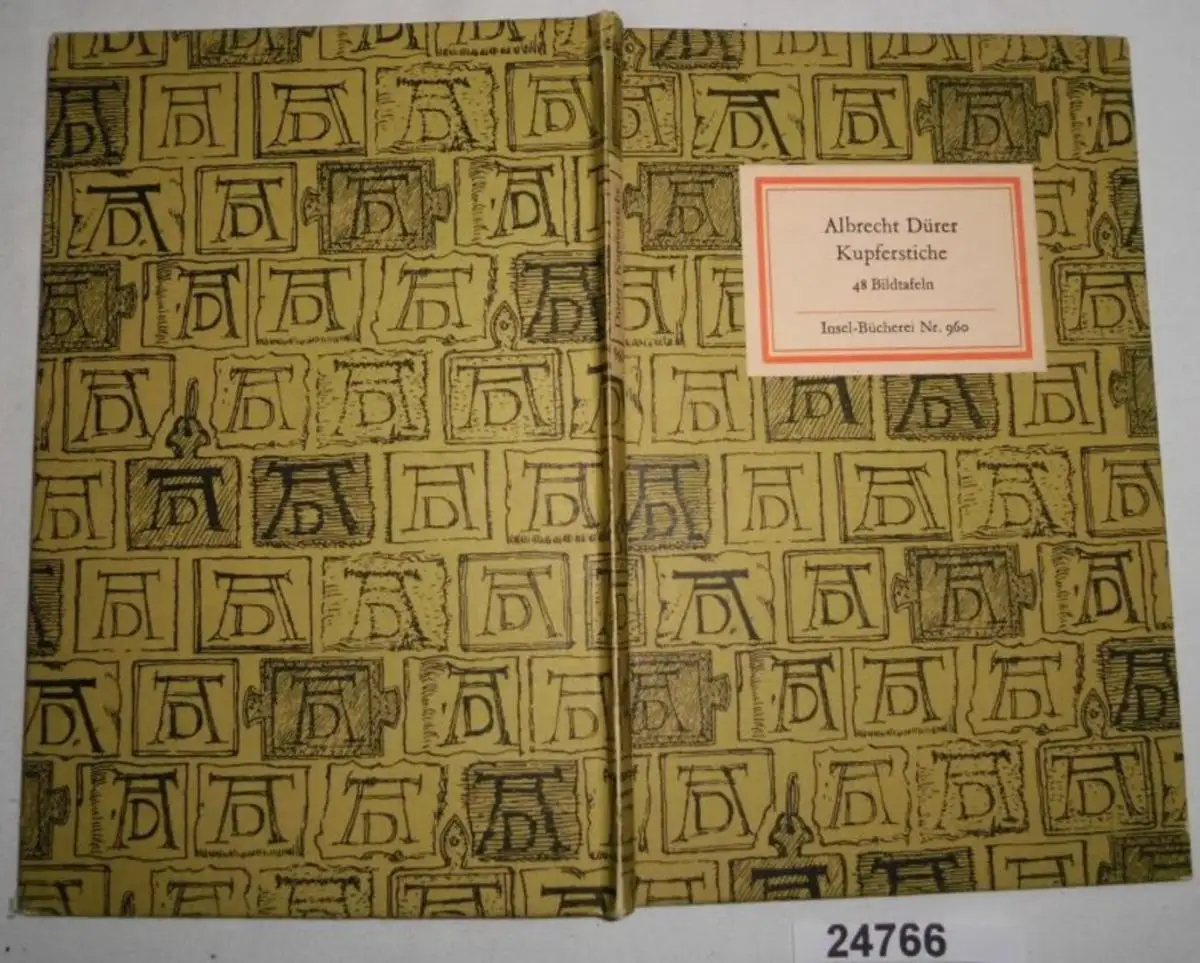 Albrecht Dürer
Kupferstiche
48 Bildtafeln
Insel-Bücherei Nr. 960
24766